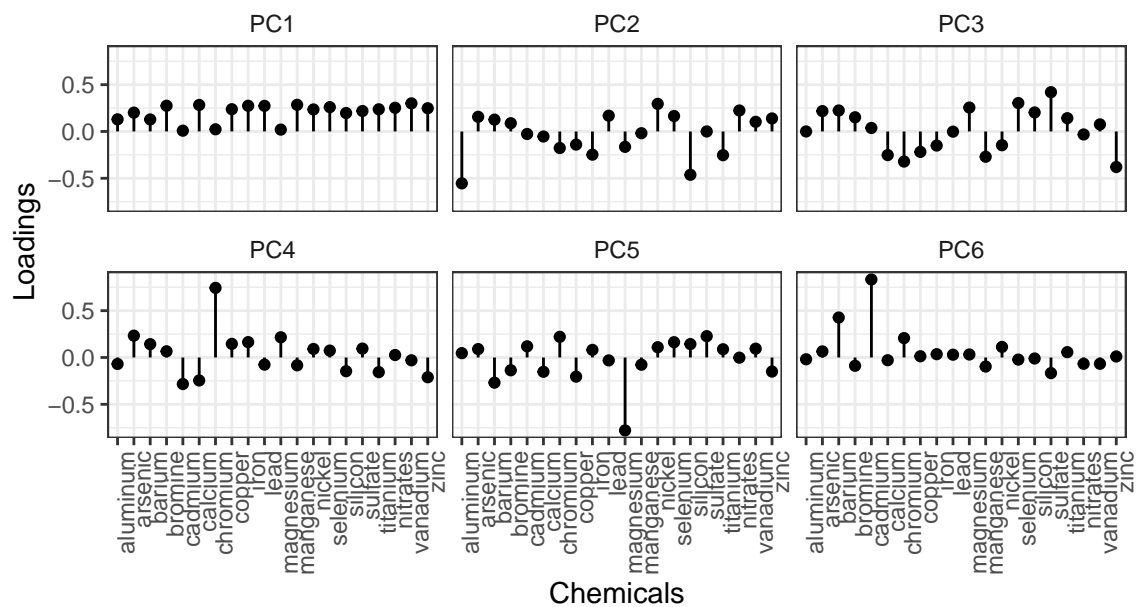 PC1
PC2
PC3
0.5
0.0
−0.5
PC4
PC5
PC6
0.5
0.0
−0.5
Loadings
aluminum
arsenic
barium
bromine
cadmium
calcium
chromium
copper
Iron
lead
magnesium
manganese
nickel
selenium
silicon
sulfate
titanium
nitrates
vanadium
zinc
aluminum
arsenic
barium
bromine
cadmium
calcium
chromium
copper
Iron
lead
magnesium
manganese
nickel
selenium
silicon
sulfate
titanium
nitrates
vanadium
zinc
aluminum
arsenic
barium
bromine
cadmium
calcium
chromium
copper
Iron
lead
magnesium
manganese
nickel
selenium
silicon
sulfate
titanium
nitrates
vanadium
zinc
Chemicals